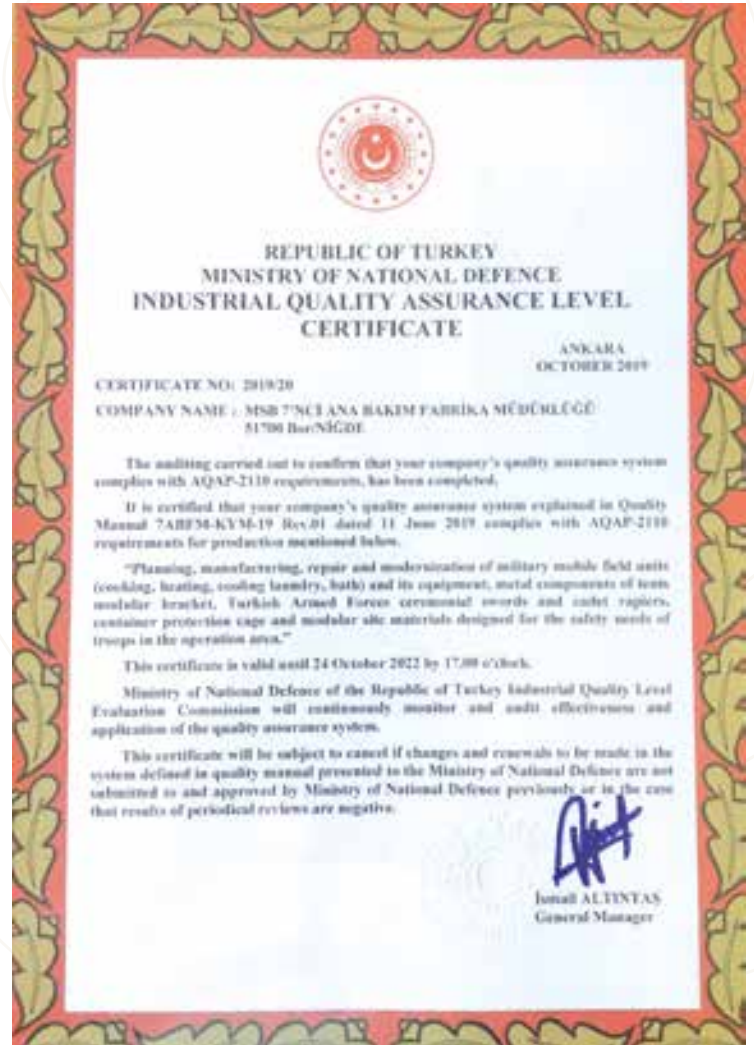 REPUBLIC OF TURKEY
MINISTRY OF NATIONAL DEFENCE
INDUSTRIAL QUALITY ASSURANCE LEVEL
CERTIFICATE
ANKARA
OCTOBER 2019
CERTIFICATE NO: 2019/20
COMPANY NAME : MSB 7'NCİ ANA BAKIM FABRİKA MÜDÜRLÜĞÜ
51700 Bor/NİĞDE
The auditing carried out to confirm that your company's quality assurance system
complies with AQAP-2110 requirements, has been completed.
It is certified that your company's quality assurance system explained in Quality
Manual 7ABFM-KYM-19 Rev.01 dated 11 June 2019 complies with AQAP-2110
requirements for production mentioned below.
"Planning, manufacturing, repair and modernization of military mobile field units
(cooking, heating, cooling laundry, bath) and its equipment, metal components of tents
modular bracket, Turkish Armed Forces ceremonial swords and cadet rapiers,
container protection cage and modular site materials designed for the safety needs of
troops in the operation area."
This certificate is valid until 24 October 2022 by 17.00 o'clock.
Ministry of National Defence of the Republic of Turkey Industrial Quality Level
Evaluation Commission will continuously monitor and audit effectiveness and
application of the quality assurance system.
This certificate will be subject to cancel if changes and renewals to be made in the
system defined in quality manual presented to the Ministry of National Defence are not
submitted to and approved by Ministry of National Defence previously or in the case
that results of periodical reviews are negative.
İsmail ALTINTAŞ
General Manager